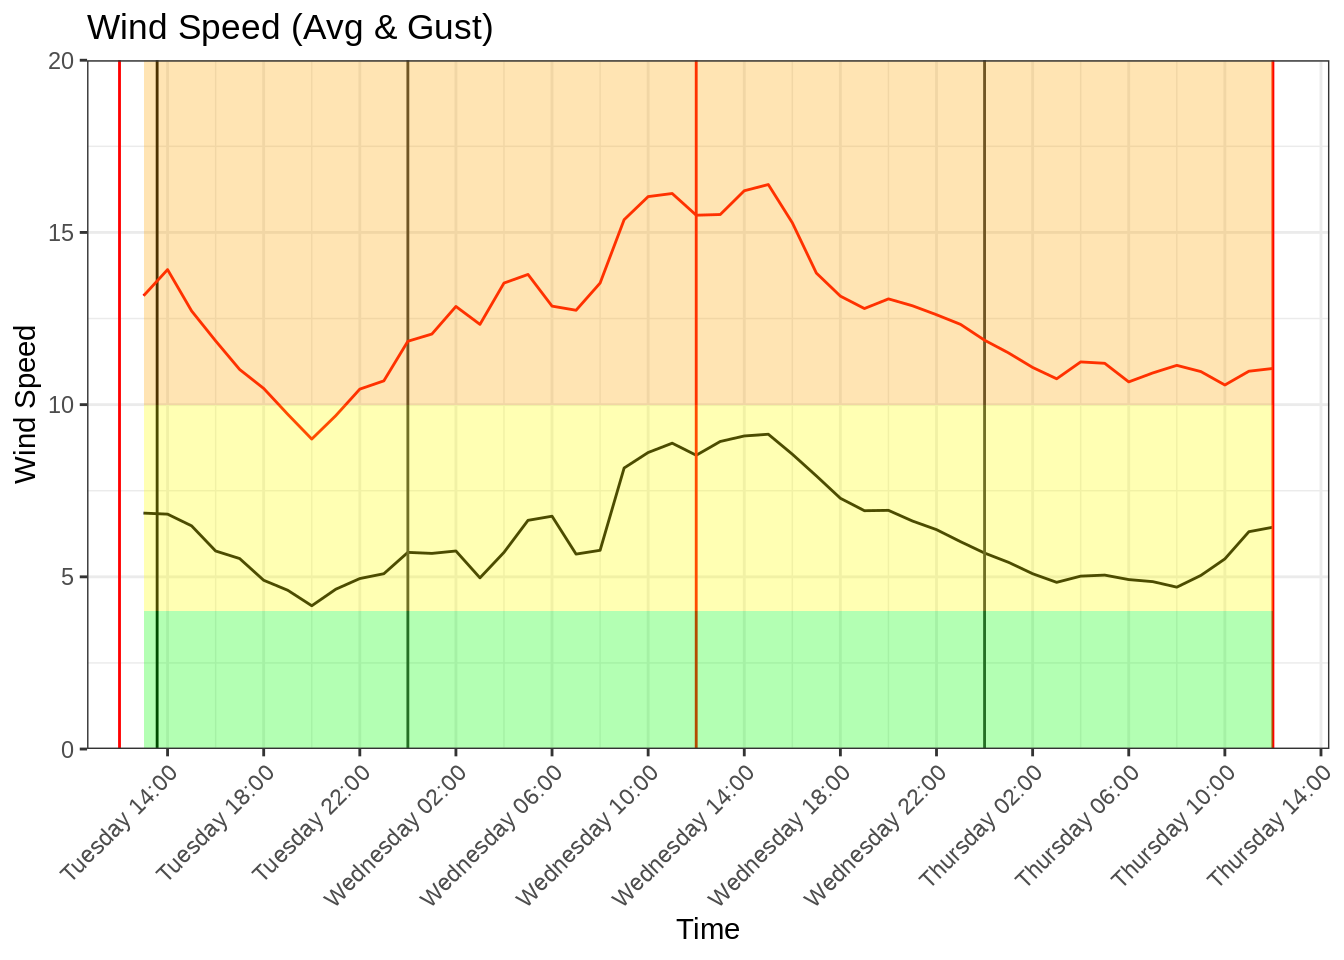 Wind Speed (Avg & Gust)
Wind Speed
20
15
10
5
0
Tuesday 14:00
Tuesday 18:00
Tuesday 22:00
Wednesday 02:00
Wednesday 06:00
Wednesday 10:00
Wednesday 14:00
Wednesday 18:00
Wednesday 22:00
Thursday 02:00
Thursday 06:00
Thursday 10:00
Thursday 14:00
Time